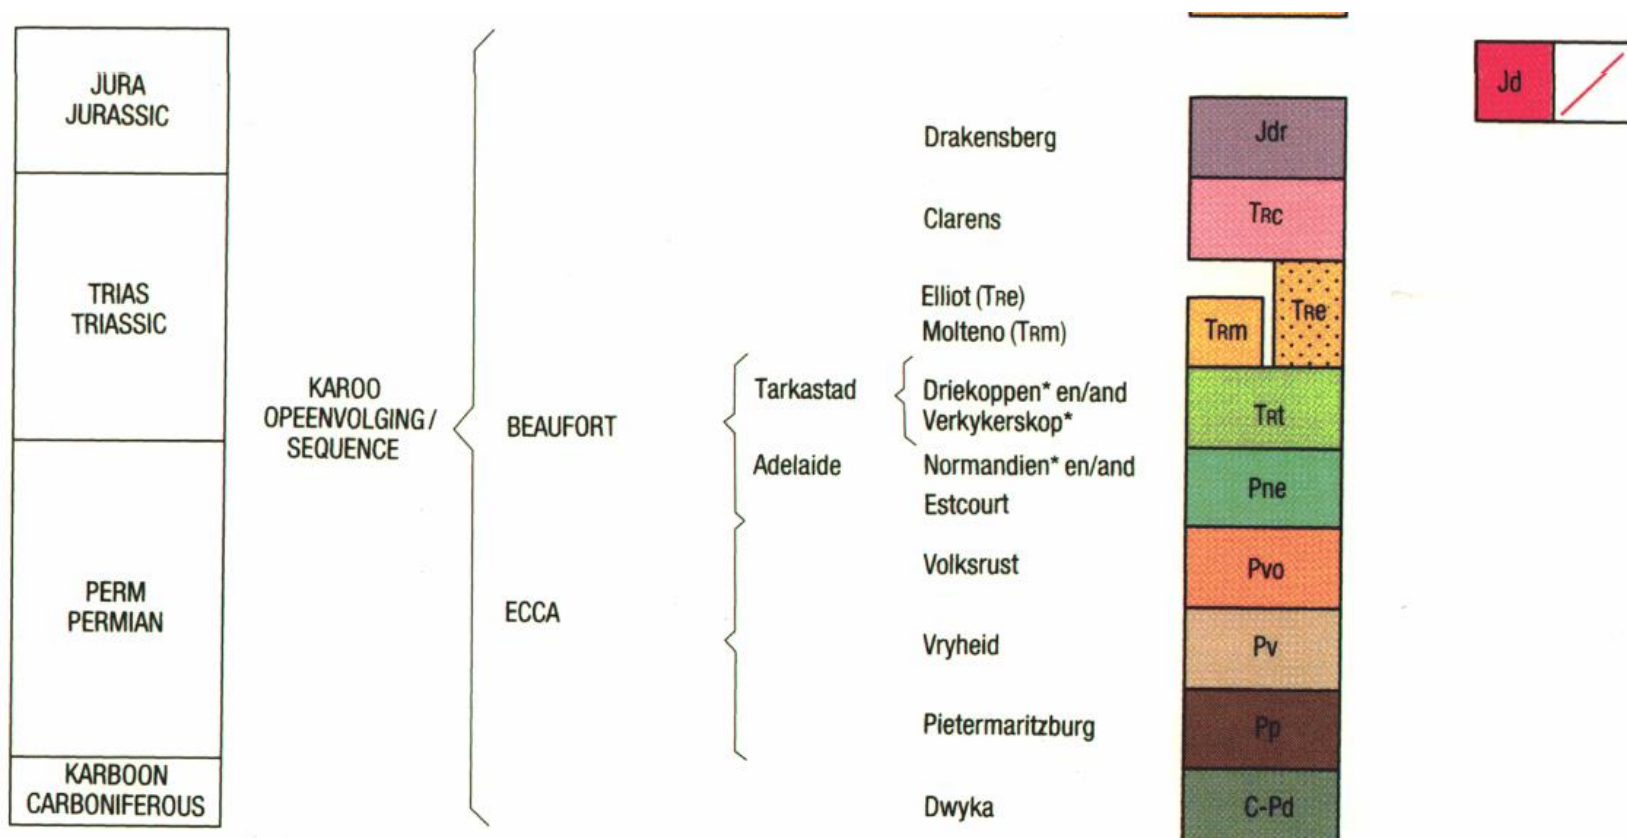 JURA
JURASSIC
TRIAS
TRIASSIC
PERM
PERMIAN
KARBOON
CARBONIFEROUS
KAROO
OPEENVOLGING/
SEQUENCE
BEAUFORT
ECCA
Tarkastad
Adelaide
Drakensberg
Clarens
Elliot (TRe)
Molteno (TRm)
Driekoppen* en/and
Verkykerskop*
Normandien* en/and
Estcourt
Volksrust
Vryheid
Pietermaritzburg
Dwyka
Jdr
TRc
TRm
TRe
TRt
Pne
Pvo
Pv
Pp
C-Pd
Jd